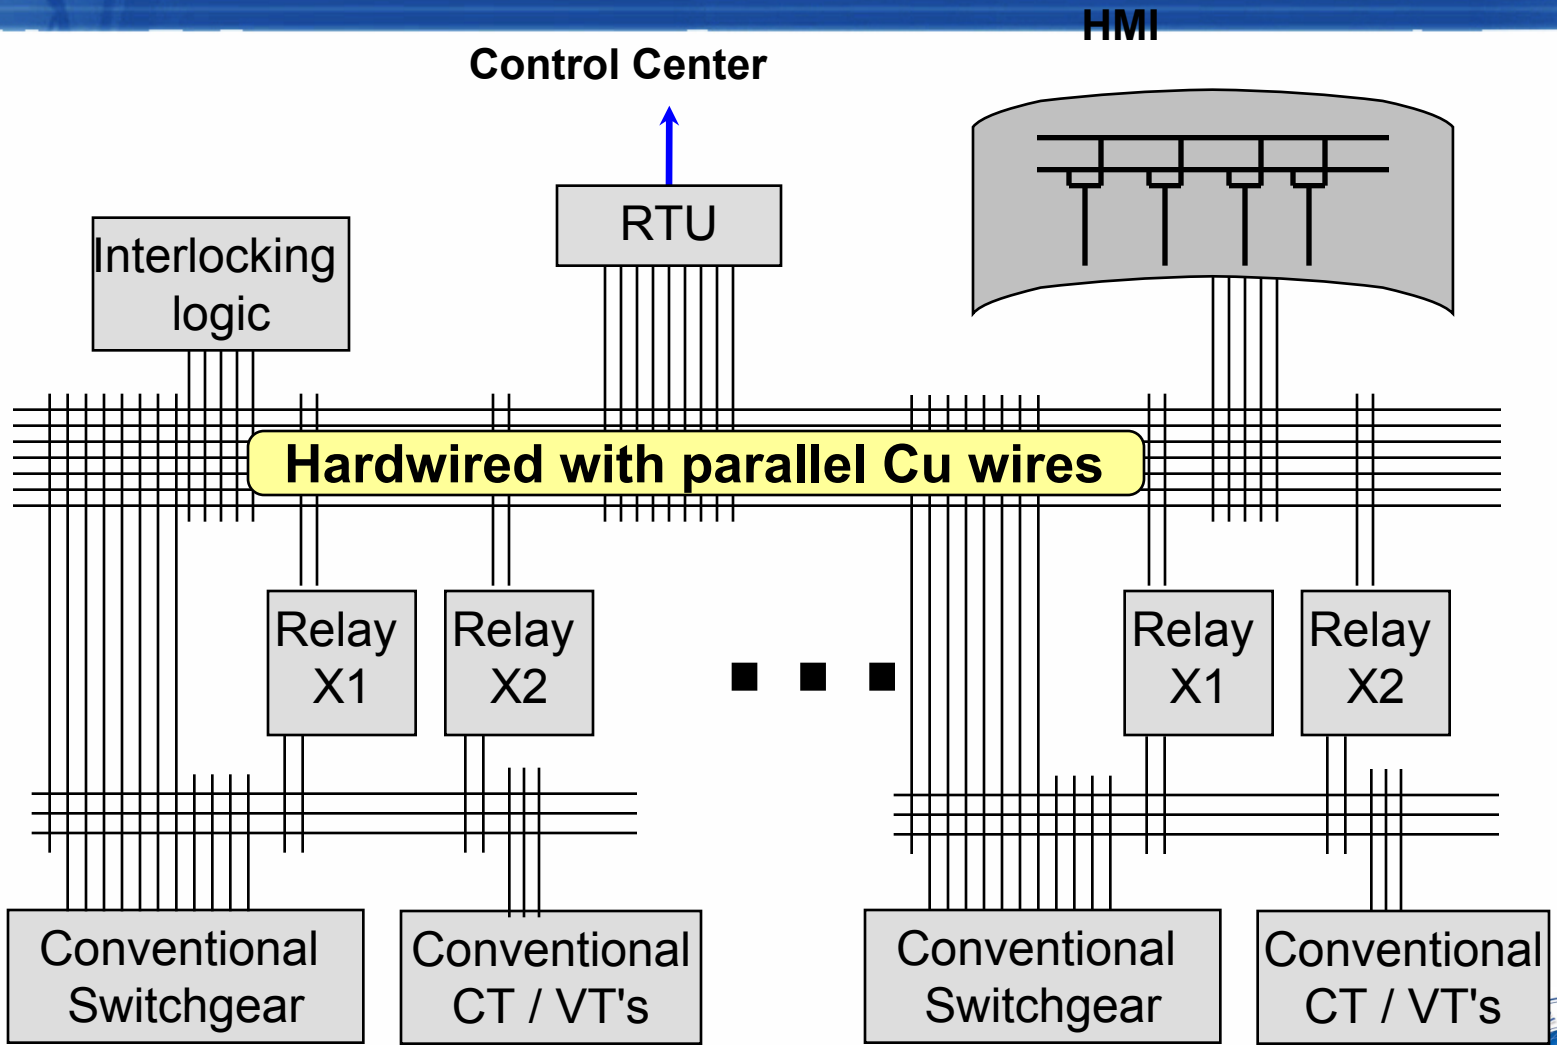 HMI
Control Center
RTU
Interlocking
logic
Hardwired with parallel Cu wires
Relay
X1
Relay
X2
Relay
X1
Relay
X2
Conventional
Switchgear
Conventional
CT / VT's
Conventional
Switchgear
Conventional
CT / VT's